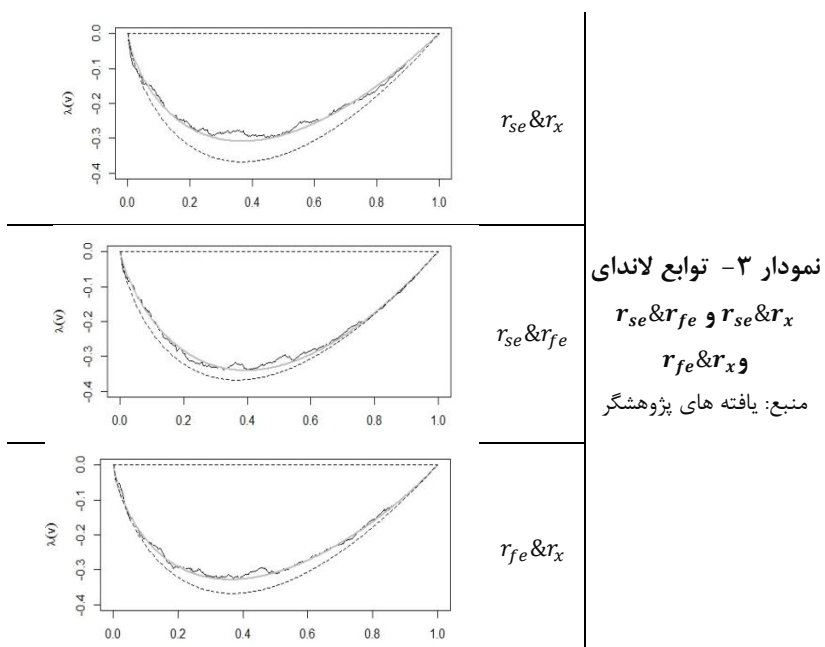 نمودار ۳- توابع لاندای
r_se&r_x و r_se&r_fe
و r_fe&r_x
منبع: یافته های پژوهشگر
r_se&r_x
λ(v)
0.0
-0.1
-0.2
-0.3
-0.4
0.0 0.2 0.4 0.6 0.8 1.0
r_se&r_fe
λ(v)
0.0
-0.1
-0.2
-0.3
-0.4
0.0 0.2 0.4 0.6 0.8 1.0
r_fe&r_x
λ(v)
0.0
-0.1
-0.2
-0.3
-0.4
0.0 0.2 0.4 0.6 0.8 1.0